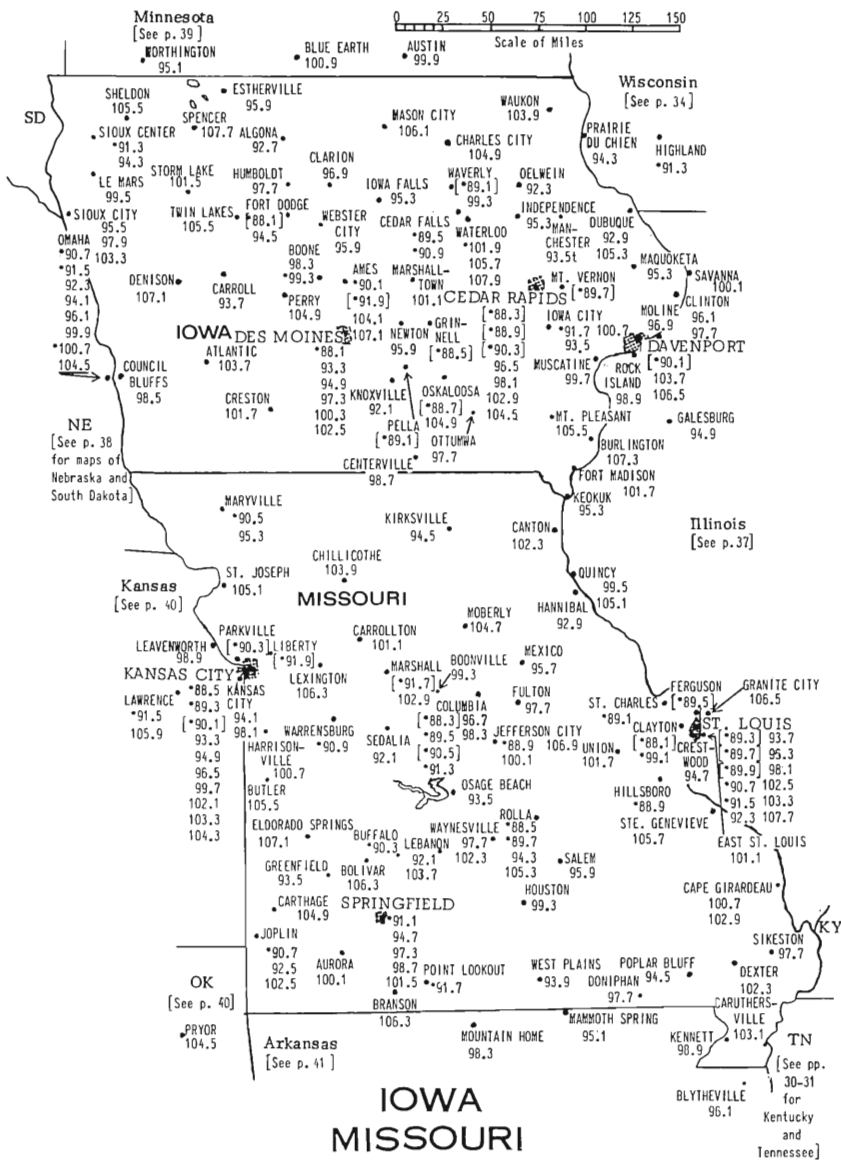 Minnesota
[See p. 39]
0 25 50 75 100 125 150
Scale of Miles
WORTHINGTON
95.1
BLUE EARTH
100.9
AUSTIN
99.9
Wisconsin
[See p. 34]
SD
SHELDON
105.5
ESTHERVILLE
95.9
SPENCER
107.7
ALGONA
92.7
MASON CITY
106.1
WAUKON
103.9
CHARLES CITY
104.9
PRAIRIE
DU CHIEN
94.3
HIGHLAND
*91.3
SIOUX CENTER
*91.3
94.3
STORM LAKE
101.5
HUMBOLDT
97.7
CLARION
96.9
IOWA FALLS
95.3
WAVERLY
[*89.1]
99.3
OELWEIN
92.3
LE MARS
99.5
SIOUX CITY
95.5
97.9
103.3
TWIN LAKES
105.5
FORT DODGE
[*88.1]
94.5
WEBSTER
CITY
95.9
CEDAR FALLS
*89.5
*90.9
WATERLOO
*101.9
105.7
107.9
INDEPENDENCE
95.3
MAN-
CHESTER
93.5t
DUBUQUE
92.9
105.3
OMAHA
*90.7
*91.5
92.3
94.1
96.1
99.9
*100.7
104.5
DENISON
107.1
CARROLL
93.7
BOONE
98.3
*99.3
PERRY
104.9
AMES
*90.1
[*91.9]
104.1
107.1
MARSHALL-
TOWN
101.1
CEDAR RAPIDS
[*88.3]
[*88.9]
[*90.3]
96.5
98.1
102.9
104.5
MT. VERNON
[*89.7]
MAQUOKETA
95.3
SAVANNA
100.1
CLINTON
96.1
97.7
IOWA
DES MOINES
88.1
93.3
94.9
97.3
100.3
102.5
NEWTON
95.9
GRIN-
NELL
[*88.5]
IOWA CITY
*91.7
93.5
100.7
MOLINE
96.9
DAVENPORT
[*90.1]
103.7
106.5
ROCK
ISLAND
98.9
MUSCATINE
99.7
ATLANTIC
103.7
COUNCIL
BLUFFS
98.5
CRESTON
101.7
KNOXVILLE
92.1
OSKALOOSA
[*88.7]
104.9
PELLA
[*89.1]
OTTUMWA
97.7
MT. PLEASANT
105.5
GALESBURG
94.9
BURLINGTON
107.3
NE
[See p. 38
for maps of
Nebraska and
South Dakota]
CENTERVILLE
98.7
FORT MADISON
101.7
KEOKUK
95.3
MARYVILLE
*90.5
95.3
KIRKSVILLE
94.5
CANTON
102.3
Illinois
[See p.37]
CHILLICOTHE
103.9
Kansas
[See p. 40]
ST. JOSEPH
105.1
MISSOURI
QUINCY
99.5
105.1
HANNIBAL
92.9
MOBERLY
104.7
LEAVENWORTH
98.9
PARKVILLE
[*90.3]
LIBERTY
[*91.9]
CARROLLTON
101.1
MEXICO
95.7
KANSAS CITY
*88.5
*89.3
[*90.1]
93.3
94.9
96.5
99.7
102.1
103.3
104.3
LAWRENCE
*91.5
105.9
KANSAS
CITY
94.1
98.1
LEXINGTON
106.3
MARSHALL
[*91.7]
102.9
BOONVILLE
99.3
COLUMBIA
[*88.3] 96.7
*89.5 98.3
[*90.5]
*91.3
FULTON
97.7
ST. CHARLES
*89.1
FERGUSON
[*89.5]
GRANITE CITY
106.5
WARRENSBURG
*90.9
SEDALIA
92.1
JEFFERSON CITY
*88.9
100.1
106.9
UNION
101.7
CLAYTON
[*88.1]
*99.1
ST. LOUIS
[*89.3] 93.7
*89.7 96.3
[*89.9] 98.1
*90.7 102.5
*91.5 103.3
92.3 107.7
CREST-
WOOD
94.7
HARRISON-
VILLE
100.7
BUTLER
105.5
OSAGE BEACH
93.5
HILLSBORO
*88.9
STE. GENEVIEVE
105.7
EAST ST. LOUIS
101.1
ELDORADO SPRINGS
107.1
BUFFALO
*90.3
LEBANON
92.1
103.7
WAYNESVILLE
97.7
102.3
ROLLA
*88.5
*89.7
94.3
105.3
SALEM
95.9
GREENFIELD
93.5
BOLIVAR
106.3
CARTHAGE
104.9
SPRINGFIELD
*91.1
94.7
97.3
98.7
101.5
HOUSTON
99.3
CAPE GIRARDEAU
100.7
102.9
KY
JOPLIN
*90.7
92.5
102.5
AURORA
100.1
POINT LOOKOUT
*91.7
WEST PLAINS
93.9
POPLAR BLUFF
94.5
DONIPHAN
97.7
SIKESTON
97.7
DEXTER
102.3
OK
[See p. 40]
PRYOR
104.5
BRANSON
106.3
Arkansas
[See p. 41]
MOUNTAIN HOME
98.3
MAMMOTH SPRING
95.1
KENNETT
98.9
CARUTHERS-
VILLE
103.1
TN
[See pp.
30-31
for
Kentucky
and
Tennessee]
BLYTHEVILLE
96.1
IOWA
MISSOURI